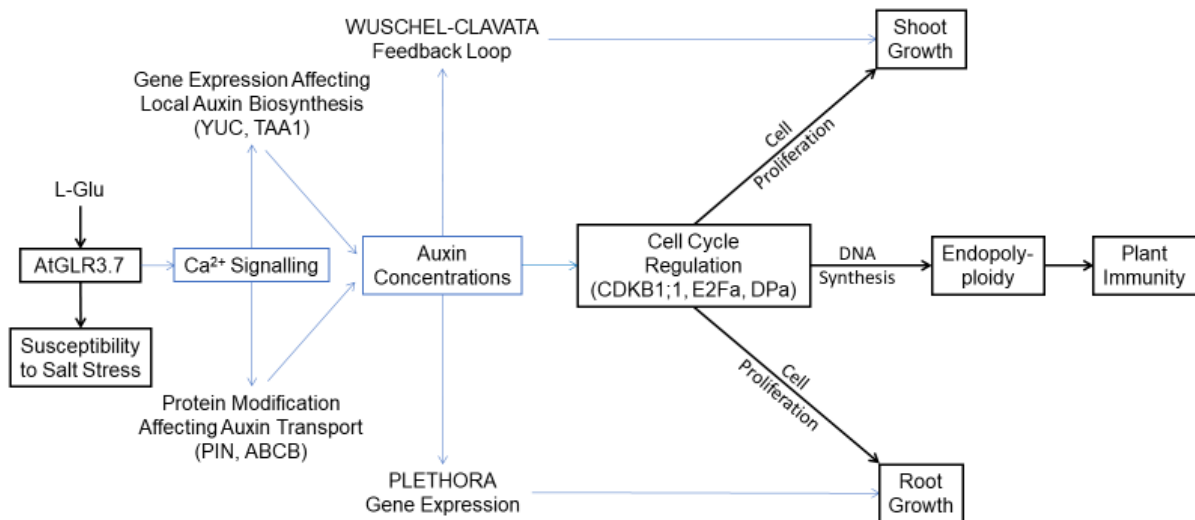 WUSCHEL-CLAVATA
Feedback Loop
Shoot
Growth
Gene Expression Affecting
Local Auxin Biosynthesis
(YUC, TAA1)
Cell
Proliferation
L-Glu
AtGLR3.7
Ca²⁺ Signalling
Auxin
Concentrations
Cell Cycle
Regulation
(CDKB1;1, E2Fa, DPa)
DNA
Synthesis
Endopoly-
ploidy
Plant
Immunity
Susceptibility
to Salt Stress
Protein Modification
Affecting Auxin Transport
(PIN, ABCB)
Cell
Proliferation
PLETHORA
Gene Expression
Root
Growth